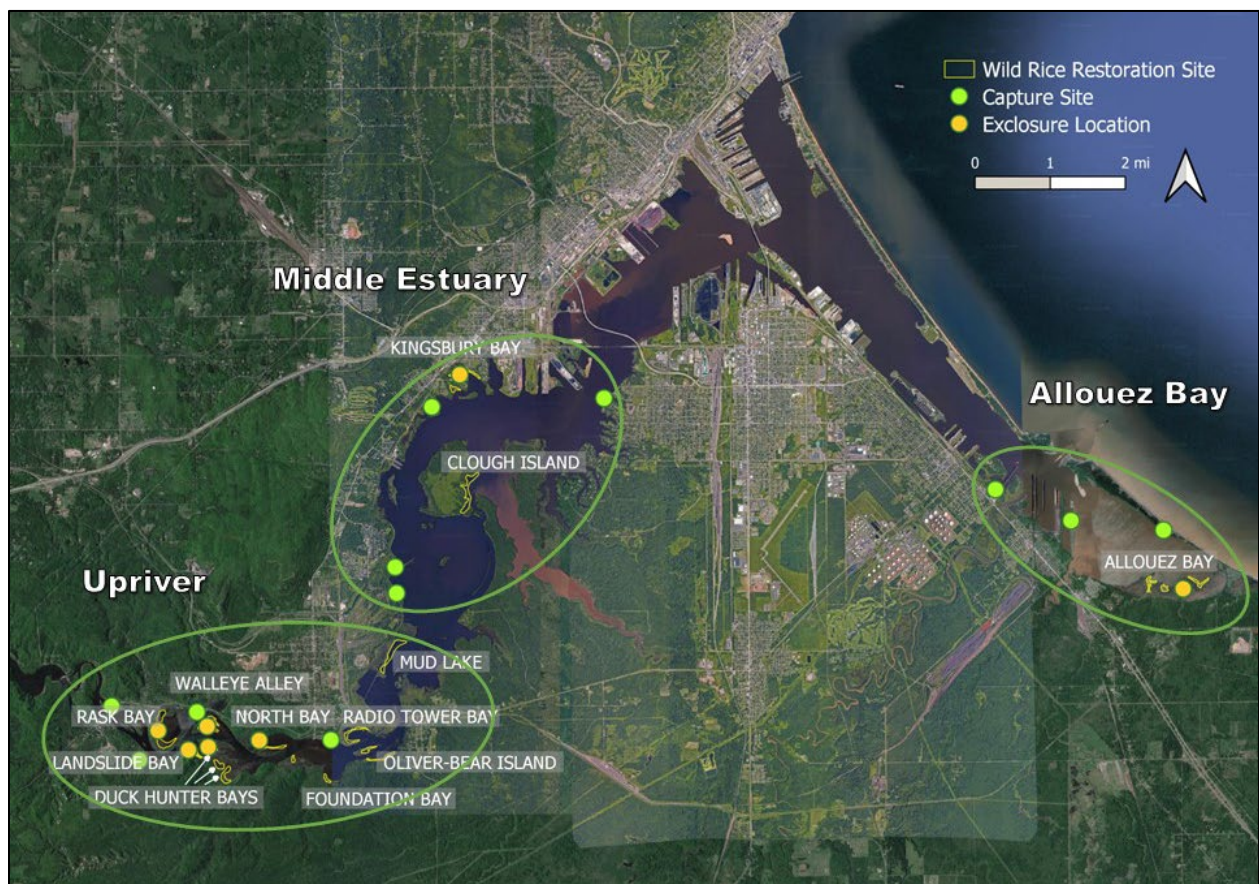 Wild Rice Restoration Site
Capture Site
Exclosure Location
0 1 2 mi
Middle Estuary
KINGSBURY BAY
Allouez Bay
CLOUGH ISLAND
ALLOUEZ BAY
Upriver
MUD LAKE
WALLEYE ALLEY
RASK BAY
NORTH BAY
RADIO TOWER BAY
LANDSLIDE BAY
OLIVER-BEAR ISLAND
DUCK HUNTER BAYS
FOUNDATION BAY